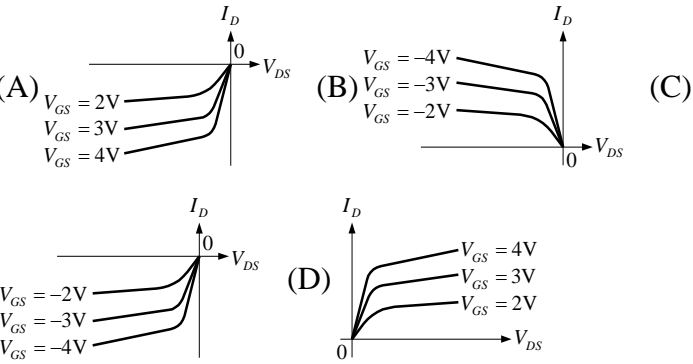 (A)
I_D
0
V_DS
V_GS = 2V
V_GS = 3V
V_GS = 4V
(B)
I_D
V_GS = −4V
V_GS = −3V
V_GS = −2V
0
V_DS
(C)
I_D
0
V_DS
V_GS = −2V
V_GS = −3V
V_GS = −4V
(D)
I_D
V_GS = 4V
V_GS = 3V
V_GS = 2V
0
V_DS